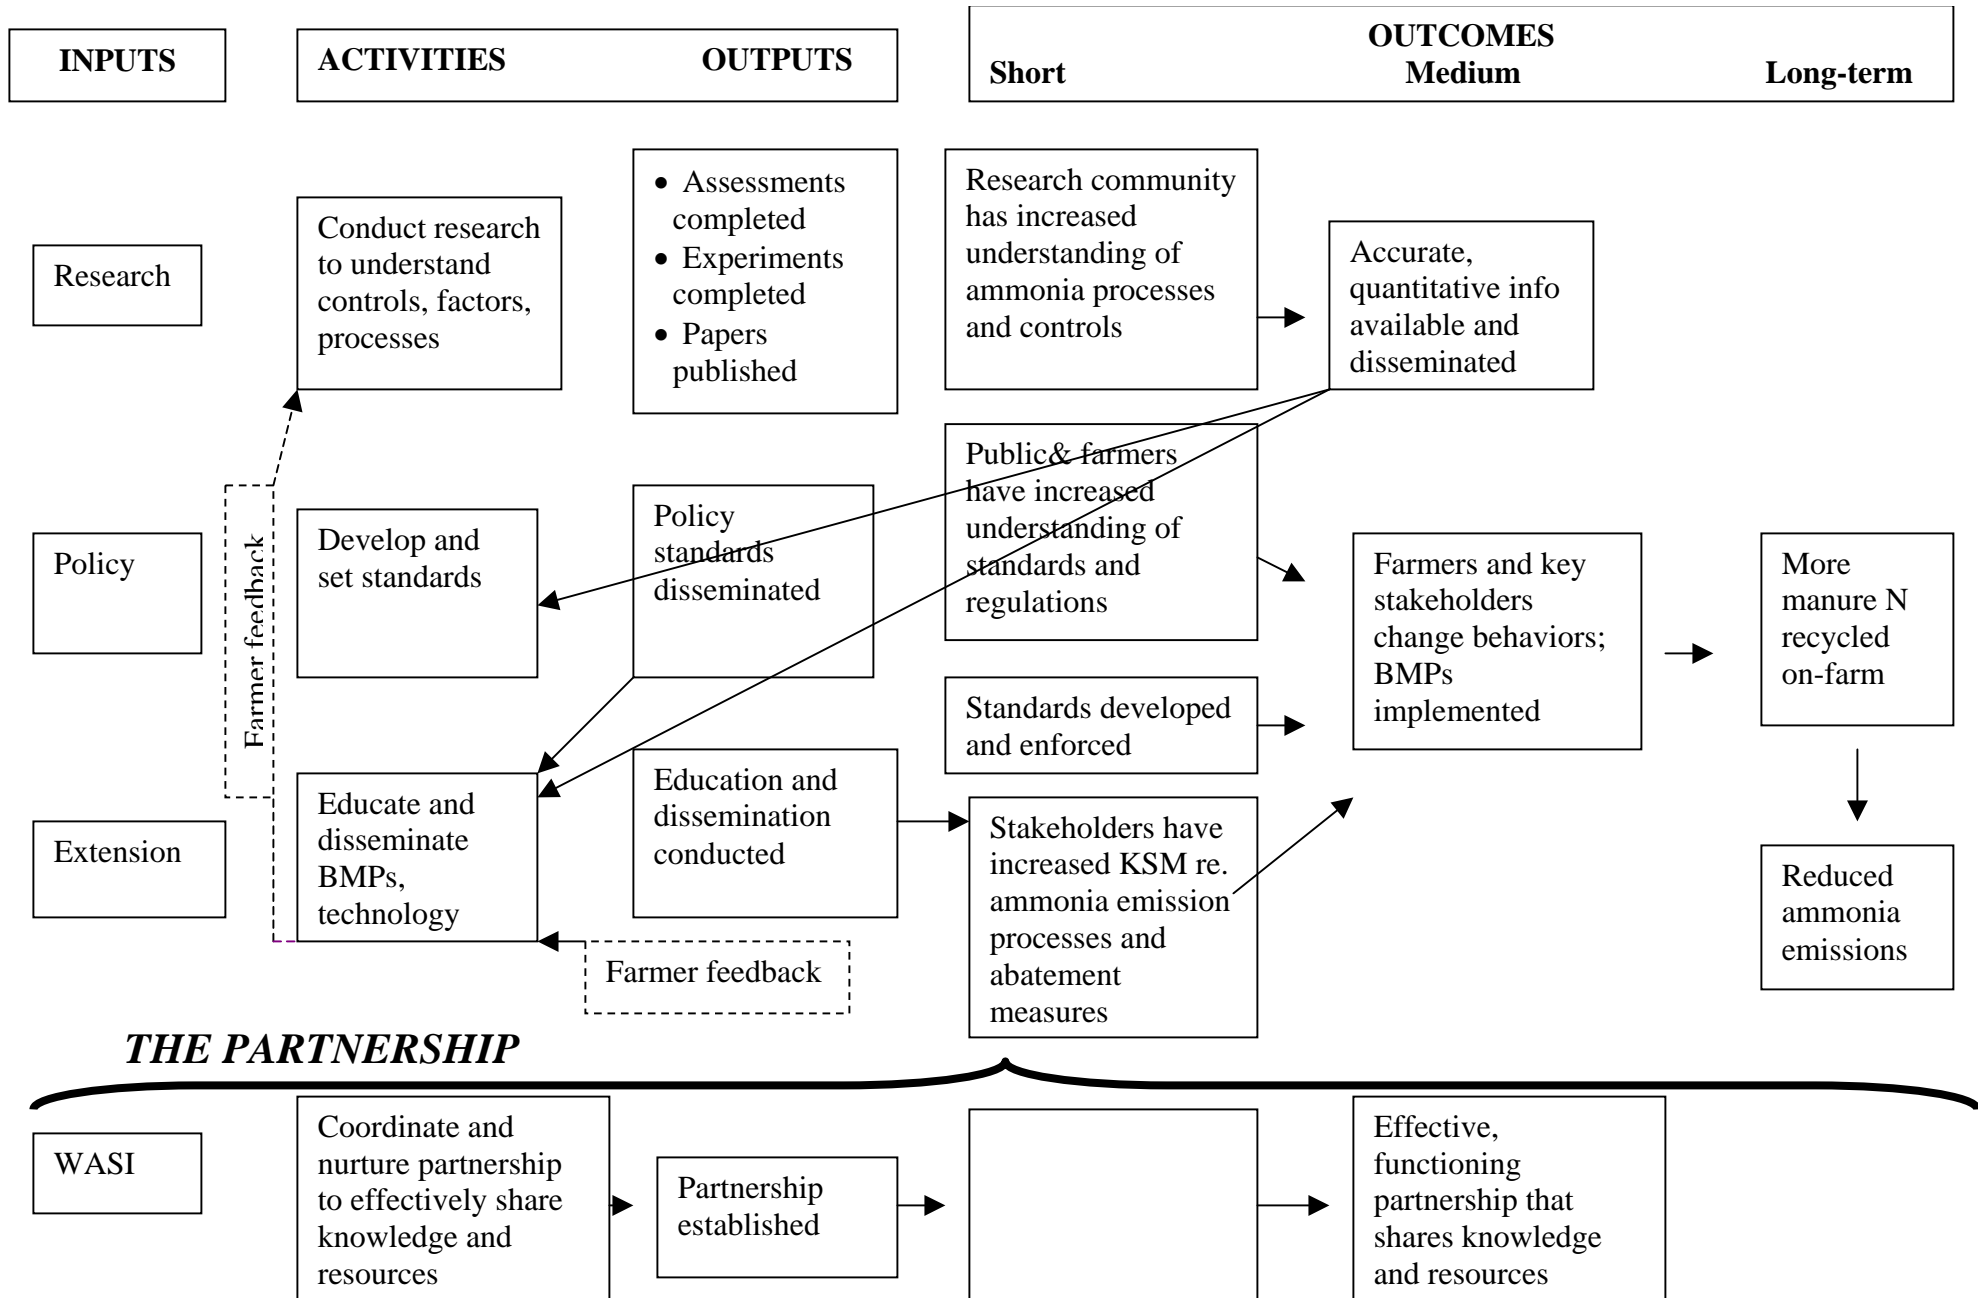 INPUTS
ACTIVITIES OUTPUTS
OUTCOMES
Short Medium Long-term
Research
Conduct research
to understand
controls, factors,
processes
• Assessments
completed
• Experiments
completed
• Papers
published
Research community
has increased
understanding of
ammonia processes
and controls
Accurate,
quantitative info
available and
disseminated
Farmer feedback
Policy
Develop and
set standards
Policy
standards
disseminated
Public& farmers
have increased
understanding of
standards and
regulations
Standards developed
and enforced
Farmers and key
stakeholders
change behaviors;
BMPs
implemented
More
manure N
recycled
on-farm
Extension
Educate and
disseminate
BMPs,
technology
Education and
dissemination
conducted
Farmer feedback
Stakeholders have
increased KSM re.
ammonia emission
processes and
abatement
measures
Reduced
ammonia
emissions
THE PARTNERSHIP
WASI
Coordinate and
nurture partnership
to effectively share
knowledge and
resources
Partnership
established
Effective,
functioning
partnership that
shares knowledge
and resources